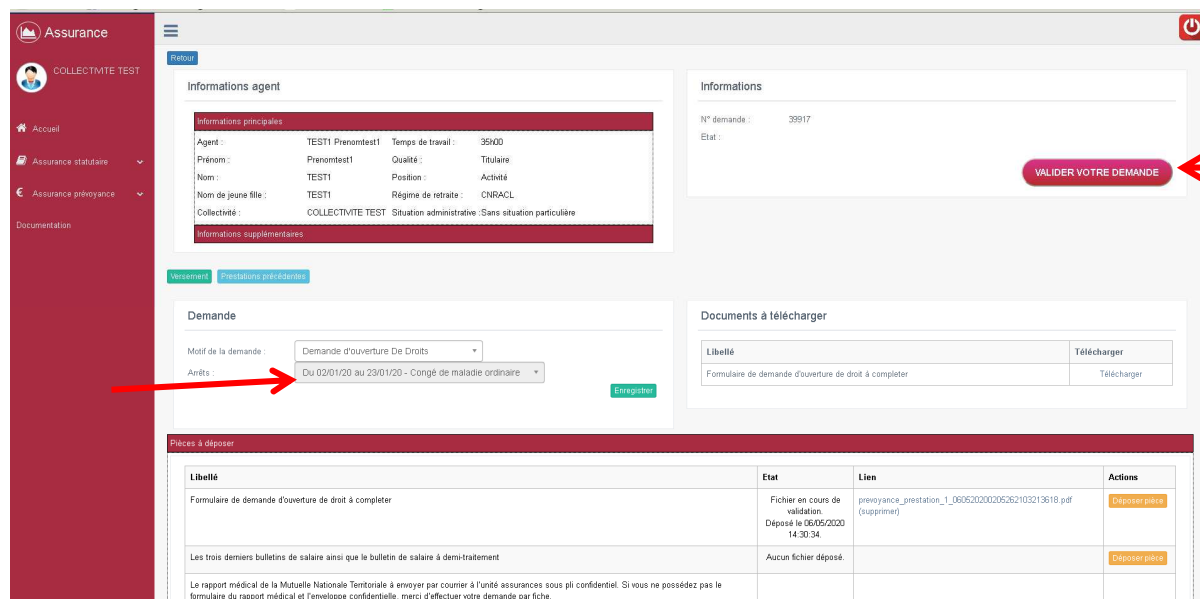 Assurance
COLLECTIVITE TEST
Accueil
Assurance statutaire
€ Assurance prévoyance
Documentation
Retour
Informations agent
Informations principales
Agent : TEST1 Prenomtest1 Temps de travail : 35h00
Prénom : Prenomtest1 Qualité : Titulaire
Nom : TEST1 Position : Activité
Nom de jeune fille : TEST1 Régime de retraite : CNRACL
Collectivité : COLLECTIVITE TEST Situation administrative : Sans situation particulière
Informations supplémentaires
Informations
N° demande : 39917
Etat :
VALIDER VOTRE DEMANDE
Versement Prestations précédentes
Demande
Motif de la demande : Demande d'ouverture De Droits
Arrêts : Du 02/01/20 au 23/01/20 - Congé de maladie ordinaire
Enregistrer
Documents à télécharger
Libellé Télécharger
Formulaire de demande d'ouverture de droit à completer Télécharger
Pièces à déposer
Libellé Etat Lien Actions
Formulaire de demande d'ouverture de droit à completer Fichier en cours de prevoyance_prestation_1_060520200205262103213618.pdf Déposer pièce
validation. (supprimer)
Déposé le 06/05/2020
14:30:34.
Les trois derniers bulletins de salaire ainsi que le bulletin de salaire à demi-traitement Aucun fichier déposé. Déposer pièce
Le rapport médical de la Mutuelle Nationale Territoriale à envoyer par courrier à l'unité assurances sous pli confidentiel. Si vous ne possédez pas le
formulaire du rapport médical et l'enveloppe confidentielle, merci d'effectuer votre demande par fiche.